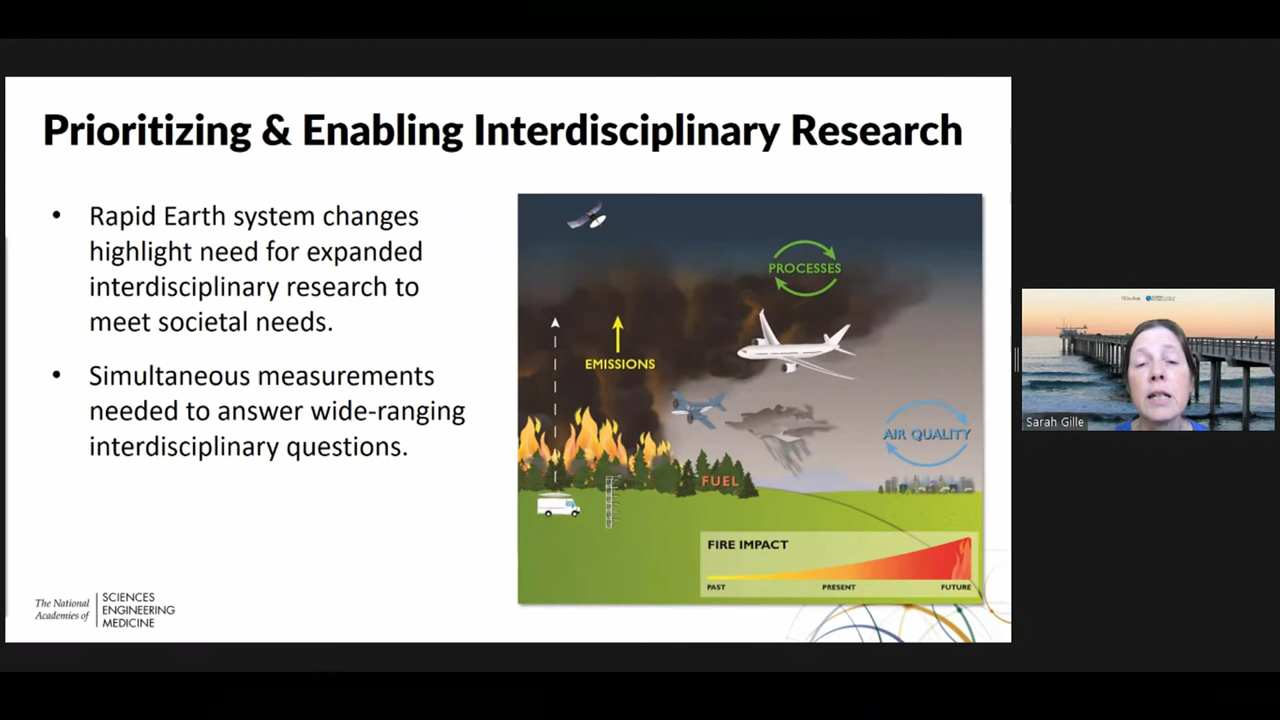 Prioritizing & Enabling Interdisciplinary Research
• Rapid Earth system changes
highlight need for expanded
interdisciplinary research to
meet societal needs.
• Simultaneous measurements
needed to answer wide-ranging
interdisciplinary questions.
PROCESSES
EMISSIONS
AIR QUALITY
FUEL
FIRE IMPACT
PAST PRESENT FUTURE
The National
Academies of
SCIENCES
ENGINEERING
MEDICINE
Sarah Gille